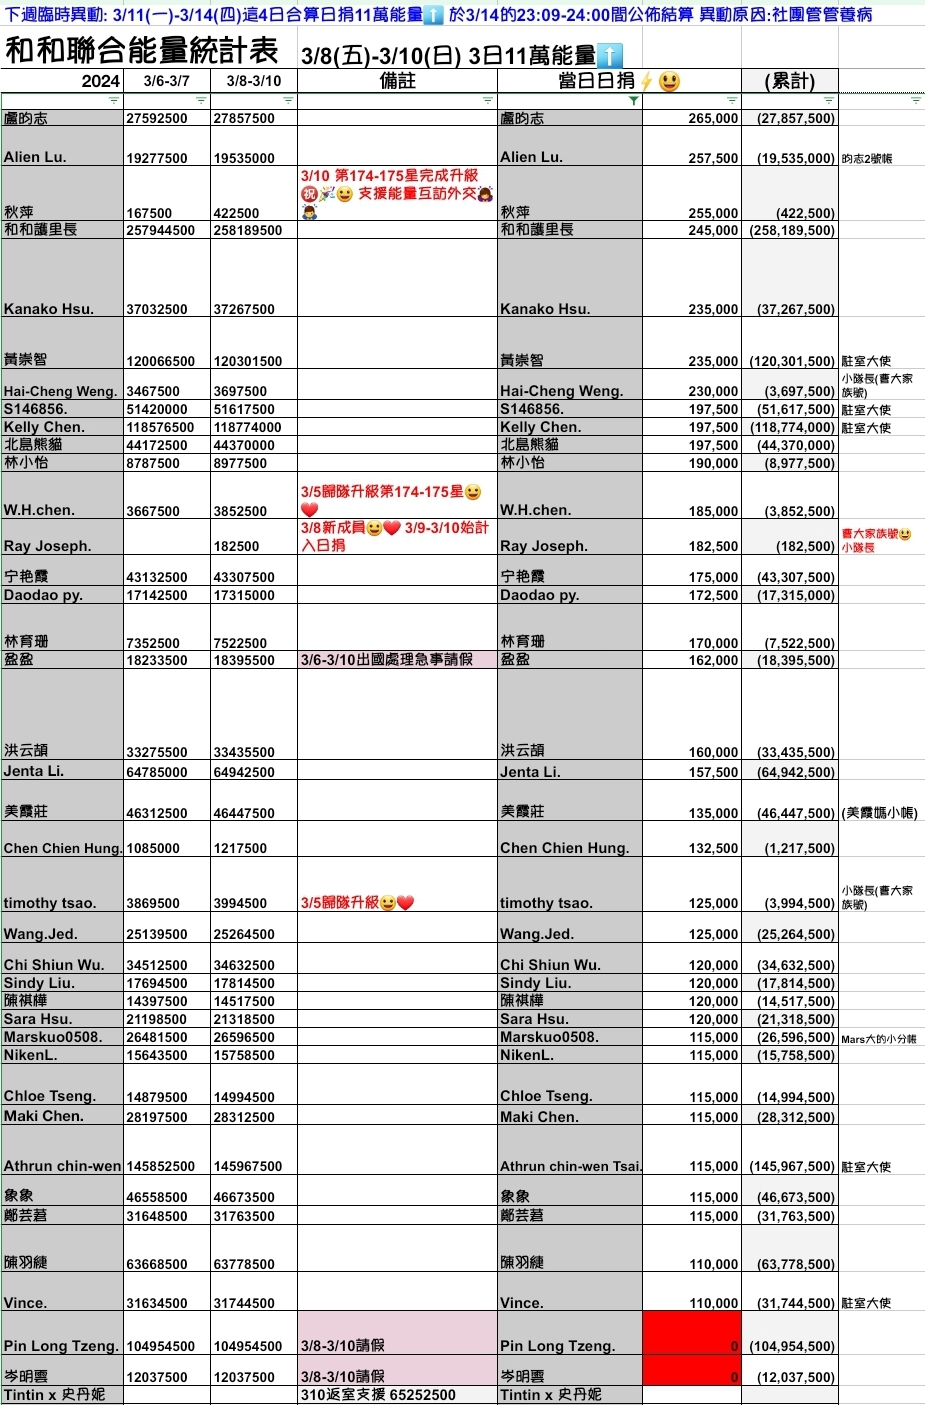 下週臨時異動: 3/11(一)-3/14(四)這4日合算日捐11萬能量⬆️ 於3/14的23:09-24:00間公佈結算 異動原因:社團管管養病
和和聯合能量統計表 3/8(五)-3/10(日) 3日11萬能量⬆️
2024 3/6-3/7 3/8-3/10 備註 當日日捐⚡😃 (累計)
盧昀志 27592500 27857500 盧昀志 265,000 (27,857,500)
Alien Lu. 19277500 19535000 Alien Lu. 257,500 (19,535,000) 昀志2號帳
3/10 第174-175星完成升級
㊗️🎉😀 支援能量互訪外交🙇‍♀️
🙇‍♂️
秋萍 167500 422500 秋萍 255,000 (422,500)
和和護里長 257944500 258189500 和和護里長 245,000 (258,189,500)
Kanako Hsu. 37032500 37267500 Kanako Hsu. 235,000 (37,267,500)
黃崇智 120066500 120301500 黃崇智 235,000 (120,301,500) 駐室大使
小隊長(曹大家
Hai-Cheng Weng. 3467500 3697500 Hai-Cheng Weng. 230,000 (3,697,500) 族號)
S146856. 51420000 51617500 S146856. 197,500 (51,617,500) 駐室大使
Kelly Chen. 118576500 118774000 Kelly Chen. 197,500 (118,774,000) 駐室大使
北島熊貓 44172500 44370000 北島熊貓 197,500 (44,370,000)
林小怡 8787500 8977500 林小怡 190,000 (8,977,500)
3/5歸隊升級第174-175星😀
❤️
W.H.chen. 3667500 3852500 W.H.chen. 185,000 (3,852,500)
3/8新成員😀❤️ 3/9-3/10始計
入日捐
曹大家族號😃
小隊長
Ray Joseph. 182500 Ray Joseph. 182,500 (182,500)
宁艳霞 43132500 43307500 宁艳霞 175,000 (43,307,500)
Daodao py. 17142500 17315000 Daodao py. 172,500 (17,315,000)
林育珊 7352500 7522500 林育珊 170,000 (7,522,500)
盈盈 18233500 18395500 3/6-3/10出國處理急事請假 盈盈 162,000 (18,395,500)
洪云頡 33275500 33435500 洪云頡 160,000 (33,435,500)
Jenta Li. 64785000 64942500 Jenta Li. 157,500 (64,942,500)
美霞莊 46312500 46447500 美霞莊 135,000 (46,447,500) (美霞媽小帳)
Chen Chien Hung. 1085000 1217500 Chen Chien Hung. 132,500 (1,217,500)
小隊長(曹大家
族號)
timothy tsao. 3869500 3994500 3/5歸隊升級😀❤️ timothy tsao. 125,000 (3,994,500)
Wang.Jed. 25139500 25264500 Wang.Jed. 125,000 (25,264,500)
Chi Shiun Wu. 34512500 34632500 Chi Shiun Wu. 120,000 (34,632,500)
Sindy Liu. 17694500 17814500 Sindy Liu. 120,000 (17,814,500)
陳祺樺 14397500 14517500 陳祺樺 120,000 (14,517,500)
Sara Hsu. 21198500 21318500 Sara Hsu. 120,000 (21,318,500)
Marskuo0508. 26481500 26596500 Marskuo0508. 115,000 (26,596,500) Mars大的小分帳
NikenL. 15643500 15758500 NikenL. 115,000 (15,758,500)
Chloe Tseng. 14879500 14994500 Chloe Tseng. 115,000 (14,994,500)
Maki Chen. 28197500 28312500 Maki Chen. 115,000 (28,312,500)
Athrun chin-wen 145852500 145967500 Athrun chin-wen Tsai. 115,000 (145,967,500) 駐室大使
象象 46558500 46673500 象象 115,000 (46,673,500)
鄭芸莙 31648500 31763500 鄭芸莙 115,000 (31,763,500)
陳羽緁 63668500 63778500 陳羽緁 110,000 (63,778,500)
Vince. 31634500 31744500 Vince. 110,000 (31,744,500) 駐室大使
Pin Long Tzeng. 104954500 104954500 3/8-3/10請假 Pin Long Tzeng. 0 (104,954,500)
岑明雲 12037500 12037500 3/8-3/10請假 岑明雲 0 (12,037,500)
Tintin x 史丹妮 310返室支援 65252500 Tintin x 史丹妮